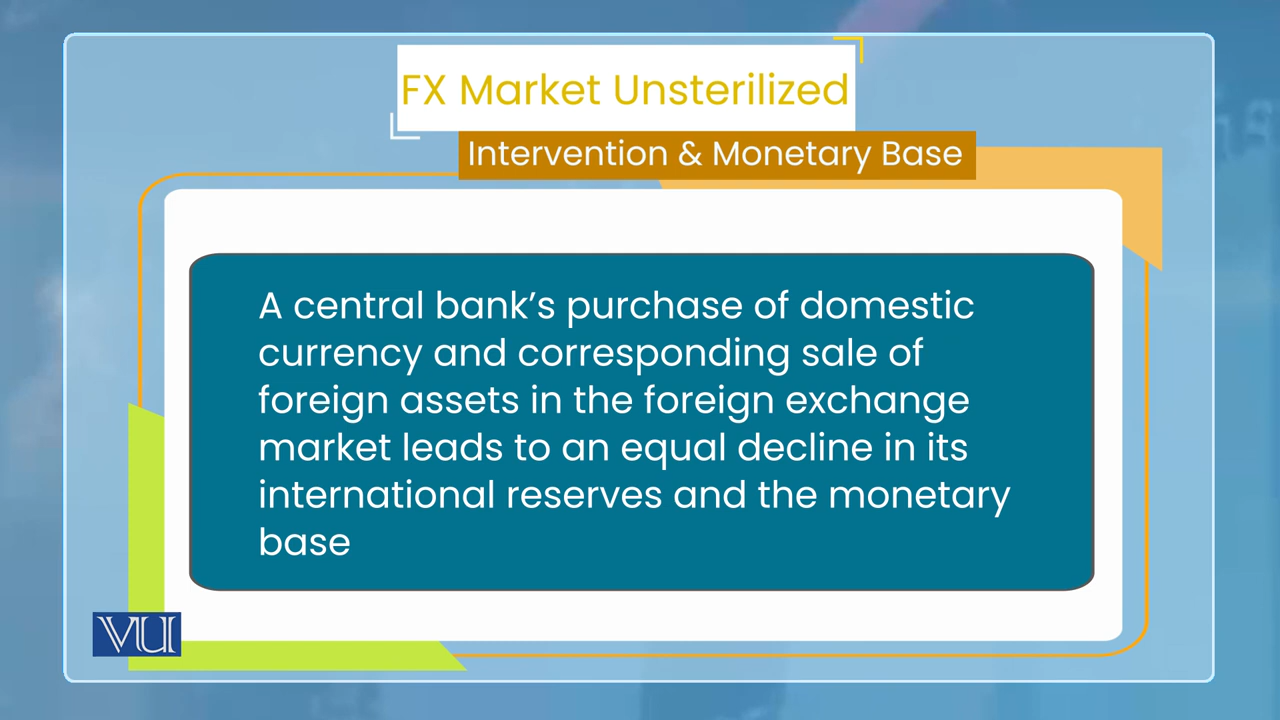 FX Market Unsterilized
Intervention & Monetary Base
A central bank’s purchase of domestic
currency and corresponding sale of
foreign assets in the foreign exchange
market leads to an equal decline in its
international reserves and the monetary
base
VU